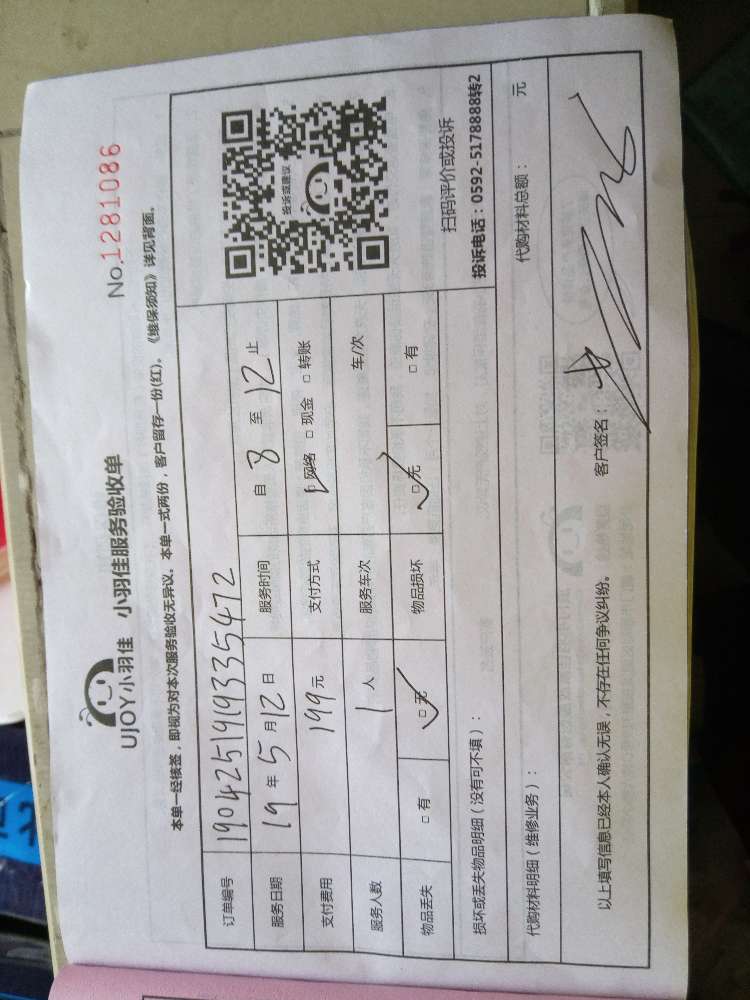 No.1281086
UJOY小羽佳 小羽佳服务验收单
本单一经核签，即视为对本次服务验收无异议。本单一式两份，客户留存一份(红)。《维保须知》详见背面。
订单编号 1904251919335472
服务日期 19年5月12日 服务时间 自8至12止
支付费用 199元 支付方式 □网络 □现金 □转账
服务人数 1人 服务车次 车/次
物品丢失 □有 □无 物品损坏 □无 □有
投诉或建议
扫码评价或投诉
投诉电话：0592-5178888转2
损坏或丢失物品明细（没有可不填）：
代购材料明细（维修业务）： 代购材料总额： 元
以上填写信息已经本人确认无误，不存在任何争议纠纷。 客户签名：